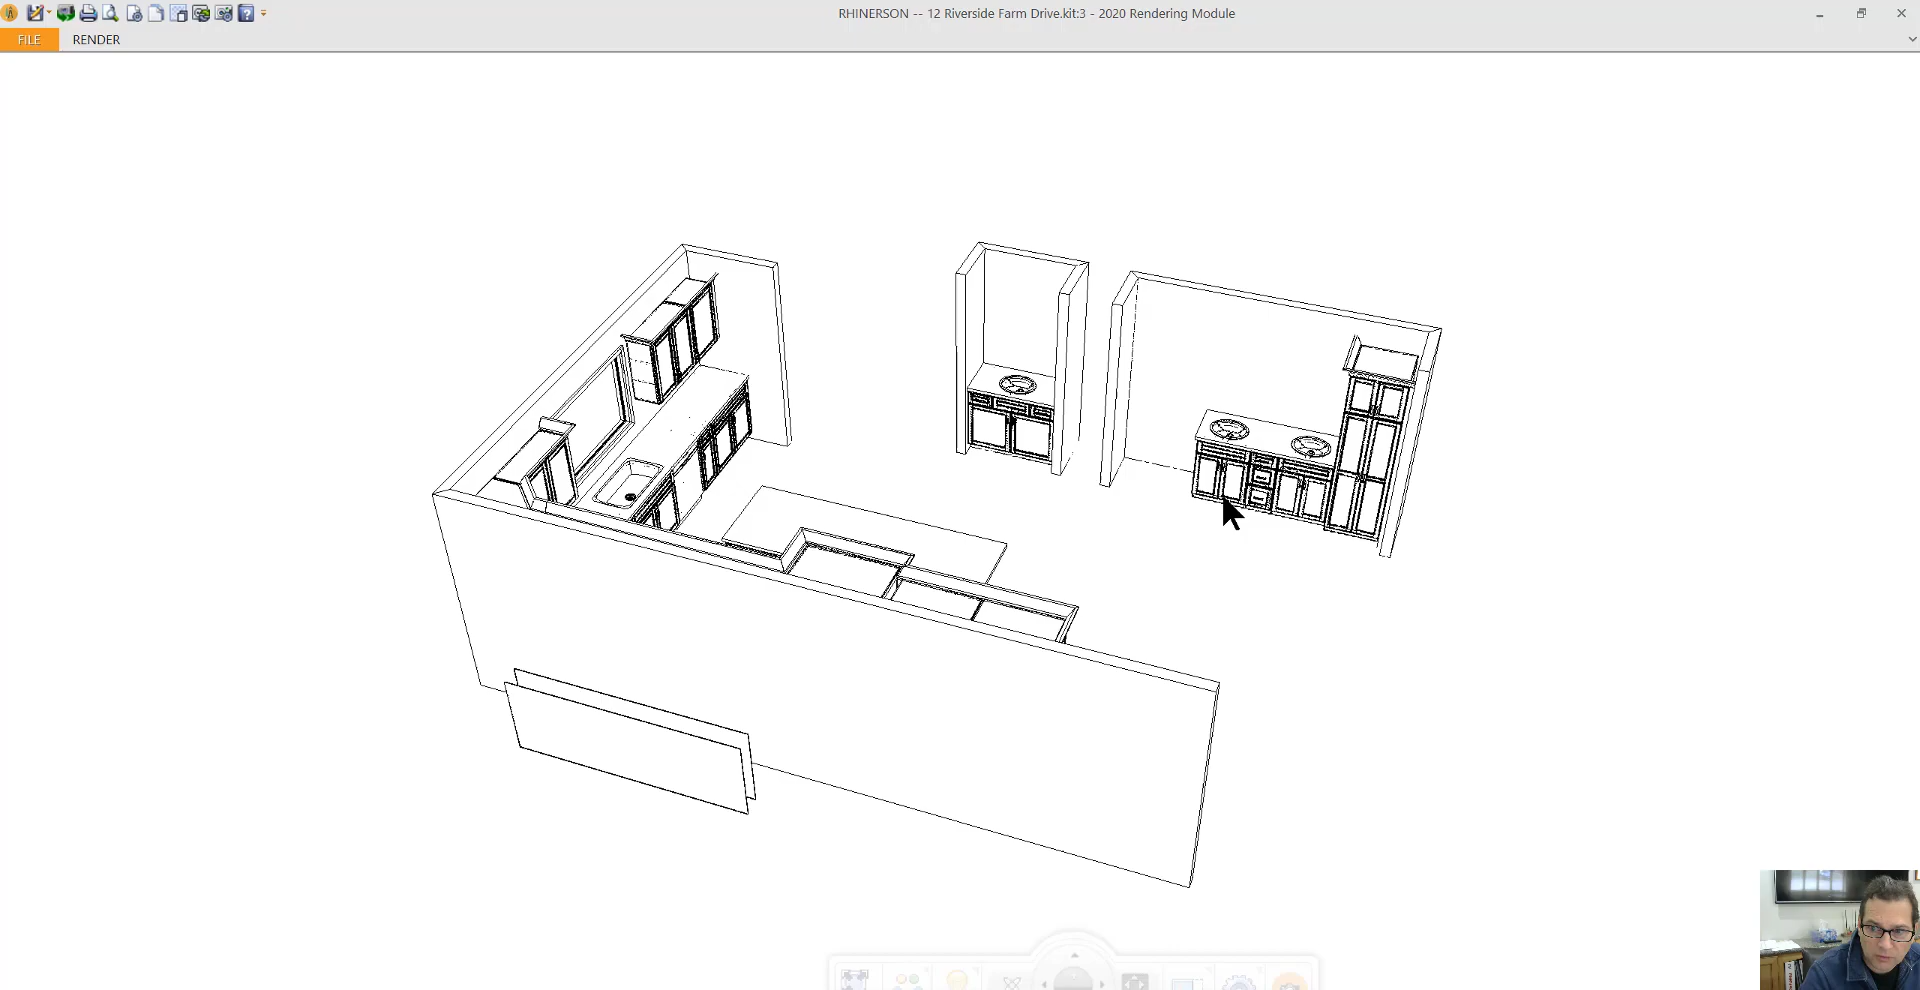 RHINERSON -- 12 Riverside Farm Drive.kit:3 - 2020 Rendering Module
FILE
RENDER